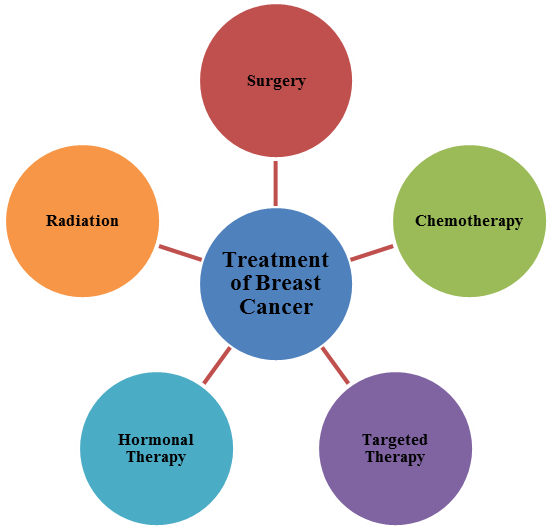 Surgery
Radiation
Chemotherapy
Treatment
of Breast
Cancer
Hormonal
Therapy
Targeted
Therapy